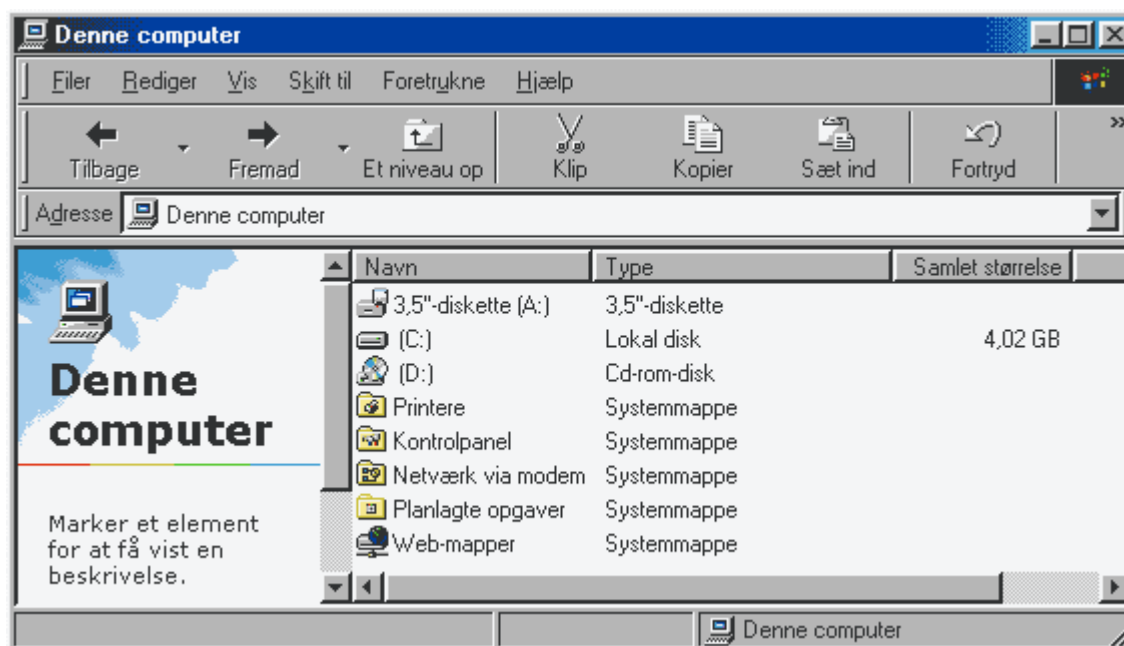 Denne computer
Filer Rediger Vis Skift til Foretrukne Hjælp
Tilbage Fremad Et niveau op Klip Kopier Sæt ind Fortryd »
Adresse Denne computer
Navn Type Samlet størrelse
3,5"-diskette (A:) 3,5"-diskette
(C:) Lokal disk 4,02 GB
(D:) Cd-rom-disk
Printere Systemmappe
Kontrolpanel Systemmappe
Netværk via modem Systemmappe
Planlagte opgaver Systemmappe
Web-mapper Systemmappe
Denne
computer
Marker et element
for at få vist en
beskrivelse.
Denne computer